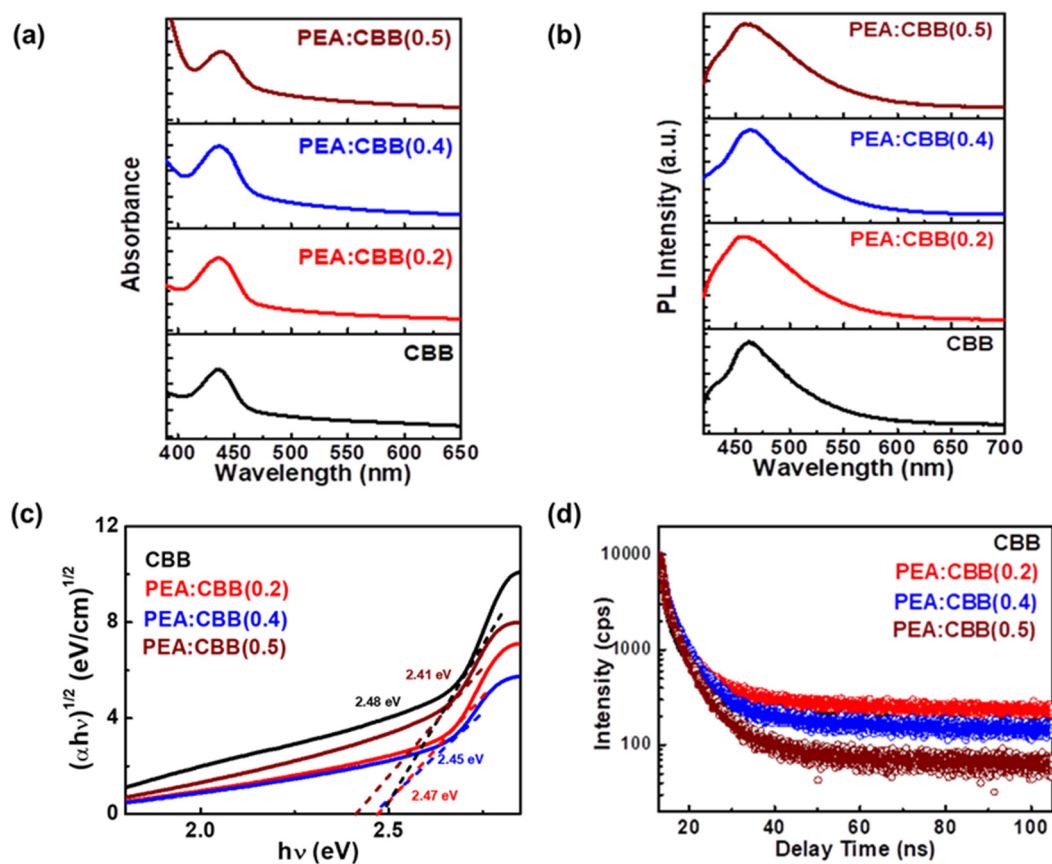 (a)
PEA:CBB(0.5)
PEA:CBB(0.4)
PEA:CBB(0.2)
CBB
Absorbance
400 450 500 550 600 650
Wavelength (nm)
(b)
PEA:CBB(0.5)
PEA:CBB(0.4)
PEA:CBB(0.2)
CBB
PL Intensity (a.u.)
450 500 550 600 650 700
Wavelength (nm)
(c)
12
8
4
0
(αhν)1/2 (eV/cm)1/2
CBB
PEA:CBB(0.2)
PEA:CBB(0.4)
PEA:CBB(0.5)
2.41 eV
2.48 eV
2.45 eV
2.47 eV
2.0 2.5
hν (eV)
(d)
10000
1000
100
Intensity (cps)
CBB
PEA:CBB(0.2)
PEA:CBB(0.4)
PEA:CBB(0.5)
20 40 60 80 100
Delay Time (ns)